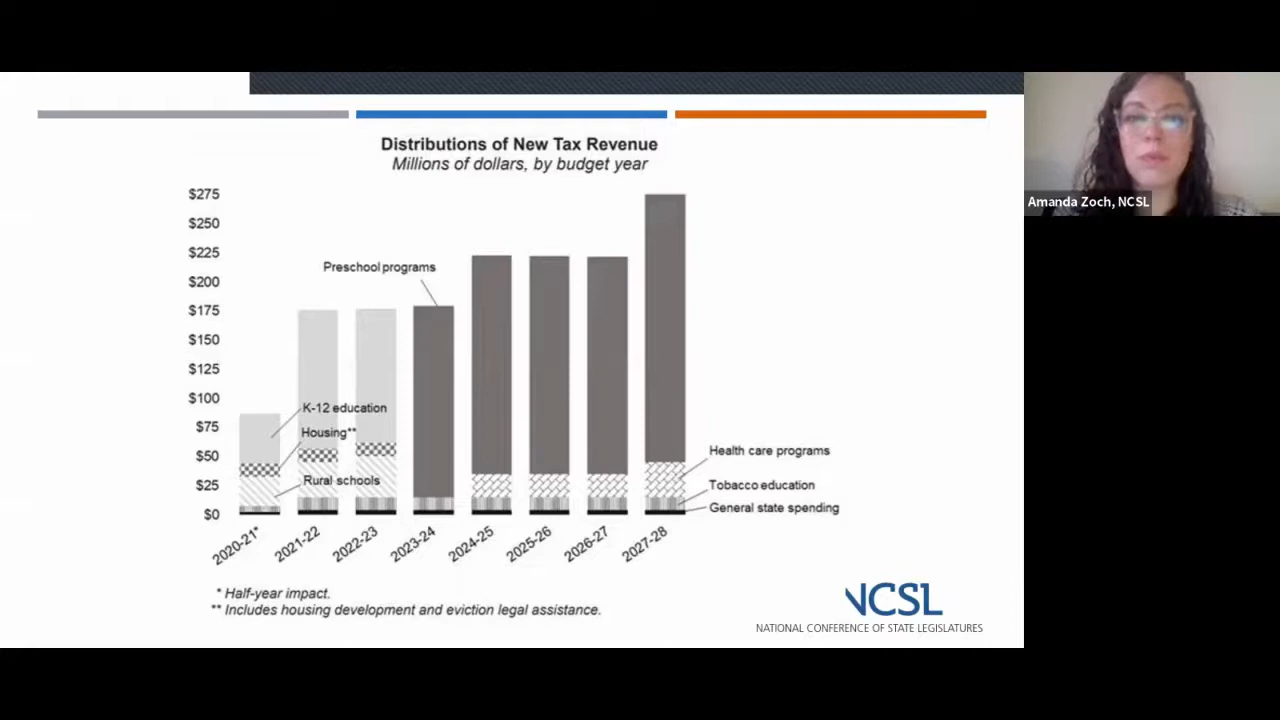 Distributions of New Tax Revenue
Millions of dollars, by budget year
$275
$250
$225
$200
$175
$150
$125
$100
$75
$50
$25
$0
Preschool programs
K-12 education
Housing**
Rural schools
Health care programs
Tobacco education
General state spending
2020-21*
2021-22
2022-23
2023-24
2024-25
2025-26
2026-27
2027-28
* Half-year impact.
** Includes housing development and eviction legal assistance.
NCSL
NATIONAL CONFERENCE OF STATE LEGISLATURES
Amanda Zoch, NCSL